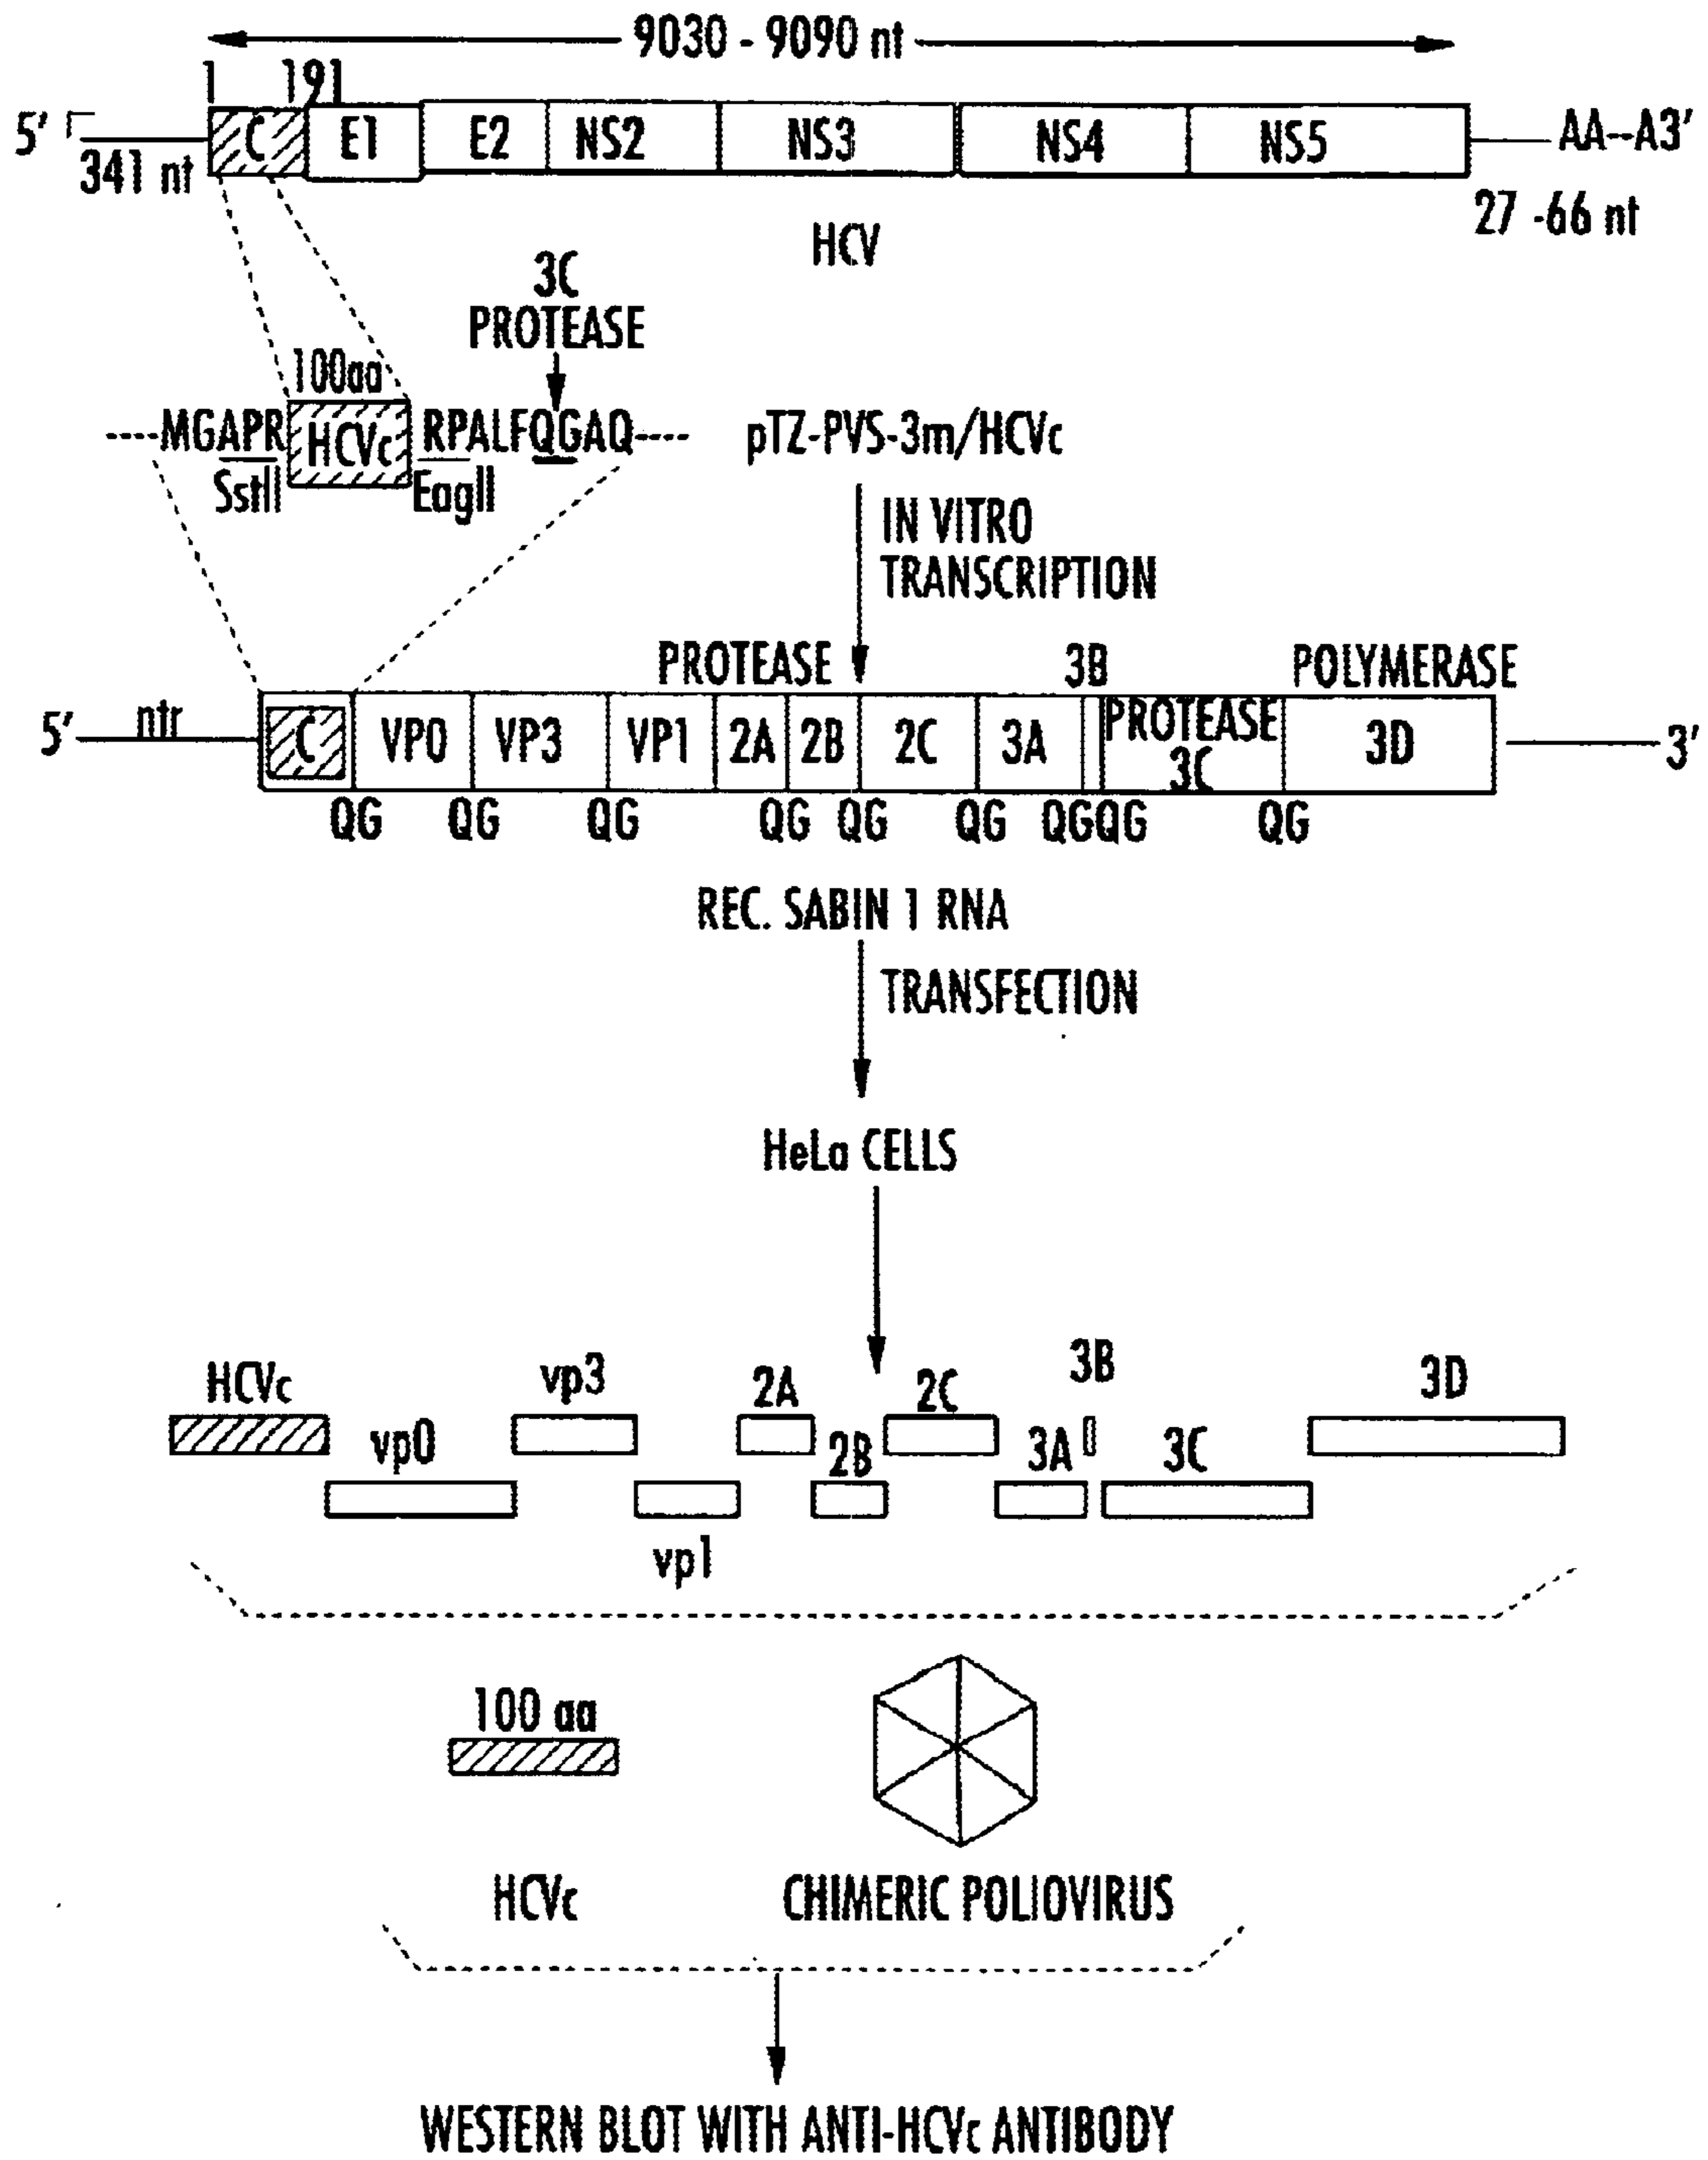 9030 - 9090 nt
1 191
5' C E1 E2 NS2 NS3 NS4 NS5 AA--A3'
341 nt
27 -66 nt
HCV
3C
PROTEASE
100aa
----MGAPR HCVc RPALFQGAQ----
SstII EagII
pTZ-PVS-3m/HCVc
IN VITRO
TRANSCRIPTION
PROTEASE 3B POLYMERASE
5' ntr C VP0 VP3 VP1 2A 2B 2C 3A PROTEASE 3C 3D 3'
QG QG QG QG QG QG QG QG QG
REC. SABIN 1 RNA
TRANSFECTION
HeLa CELLS
HCVc vp3 2A 2C 3B 3D
vp0 2B 3A 3C
vp1
100 aa
HCVc CHIMERIC POLIOVIRUS
WESTERN BLOT WITH ANTI-HCVc ANTIBODY